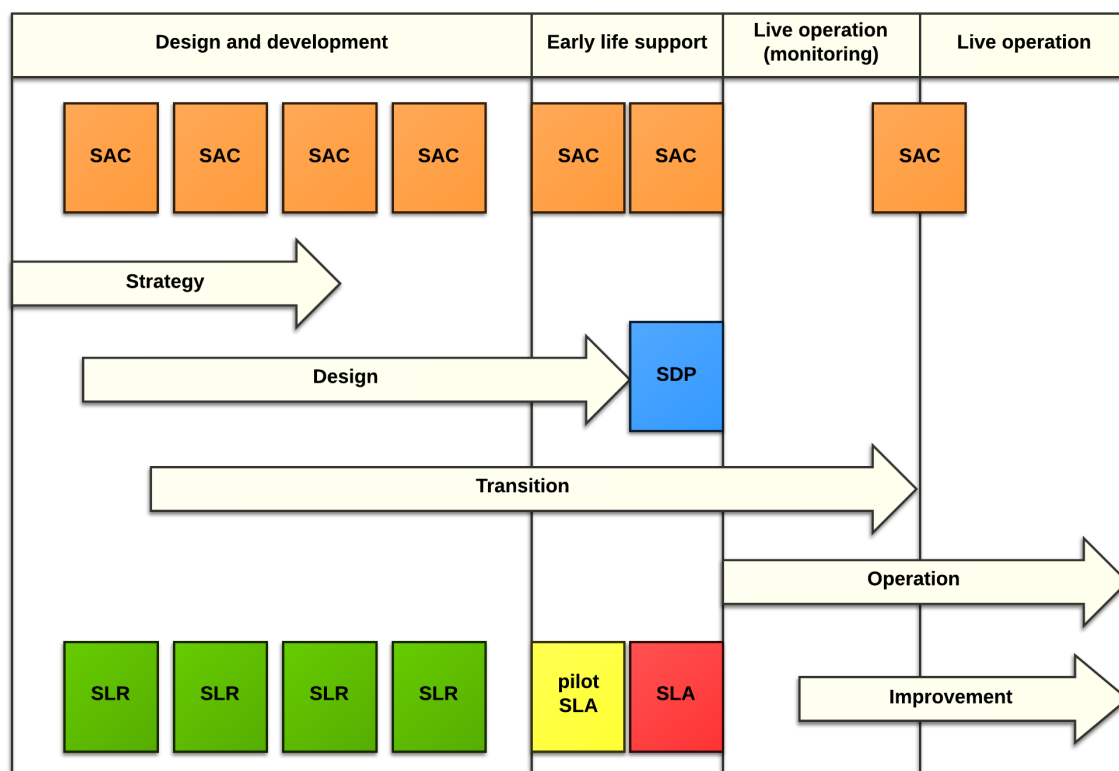 Design and development
Early life support
Live operation
(monitoring)
Live operation
SAC
SAC
SAC
SAC
SAC
SAC
SAC
Strategy
Design
SDP
Transition
Operation
SLR
SLR
SLR
SLR
pilot
SLA
SLA
Improvement